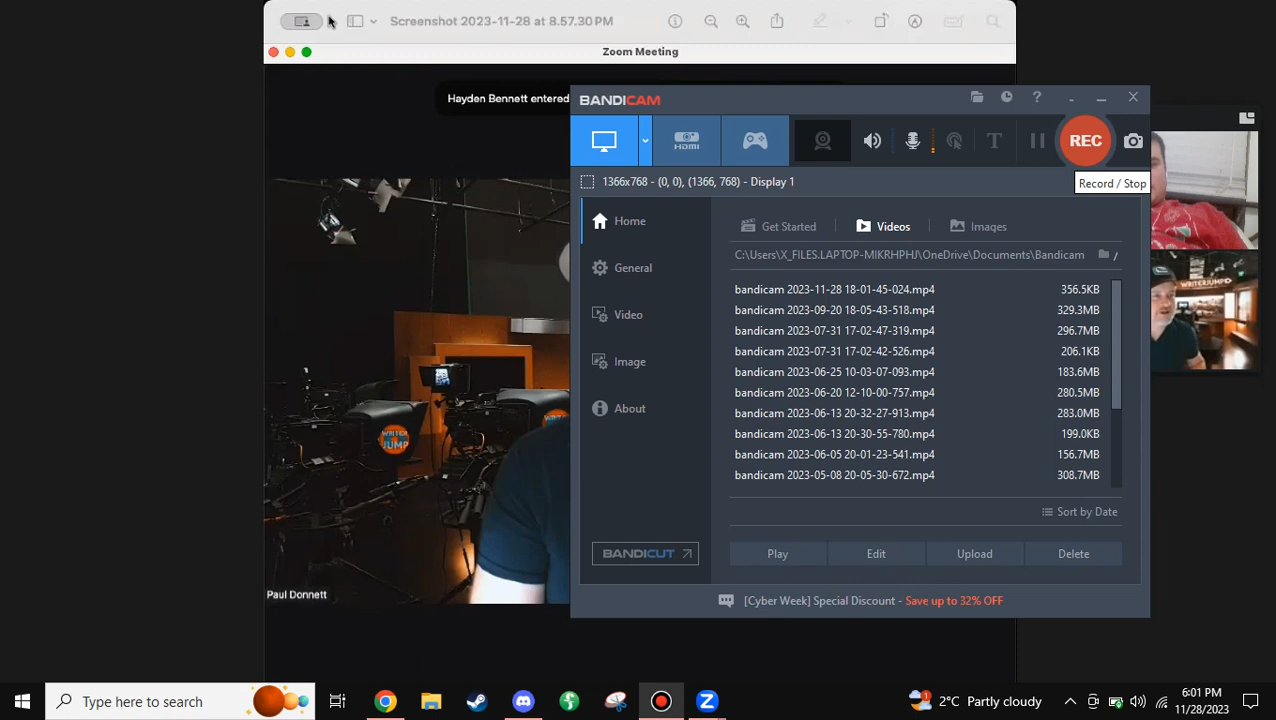 Screenshot 2023-11-28 at 8.57.30 PM
Zoom Meeting
Hayden Bennett entered
BANDICAM
HDMI
REC
1366x768 - (0, 0), (1366, 768) - Display 1
Record / Stop
Home
General
Video
Image
About
Get Started
Videos
Images
C:\Users\X_FILES.LAPTOP-MIKRHPHJ\OneDrive\Documents\Bandicam
bandicam 2023-11-28 18-01-45-024.mp4 356.5KB
bandicam 2023-09-20 18-05-43-518.mp4 329.3MB
bandicam 2023-07-31 17-02-47-319.mp4 296.7MB
bandicam 2023-07-31 17-02-42-526.mp4 206.1KB
bandicam 2023-06-25 10-03-07-093.mp4 183.6MB
bandicam 2023-06-20 12-10-00-757.mp4 280.5MB
bandicam 2023-06-13 20-32-27-913.mp4 283.0MB
bandicam 2023-06-13 20-30-55-780.mp4 199.0KB
bandicam 2023-06-05 20-01-23-541.mp4 156.7MB
bandicam 2023-05-08 20-05-30-672.mp4 308.7MB
Sort by Date
BANDICUT
Play
Edit
Upload
Delete
[Cyber Week] Special Discount - Save up to 32% OFF
WRITER
JUMP
WRITERJUMP
Paul Donnett
Type here to search
2°C Partly cloudy
6:01 PM
11/28/2023